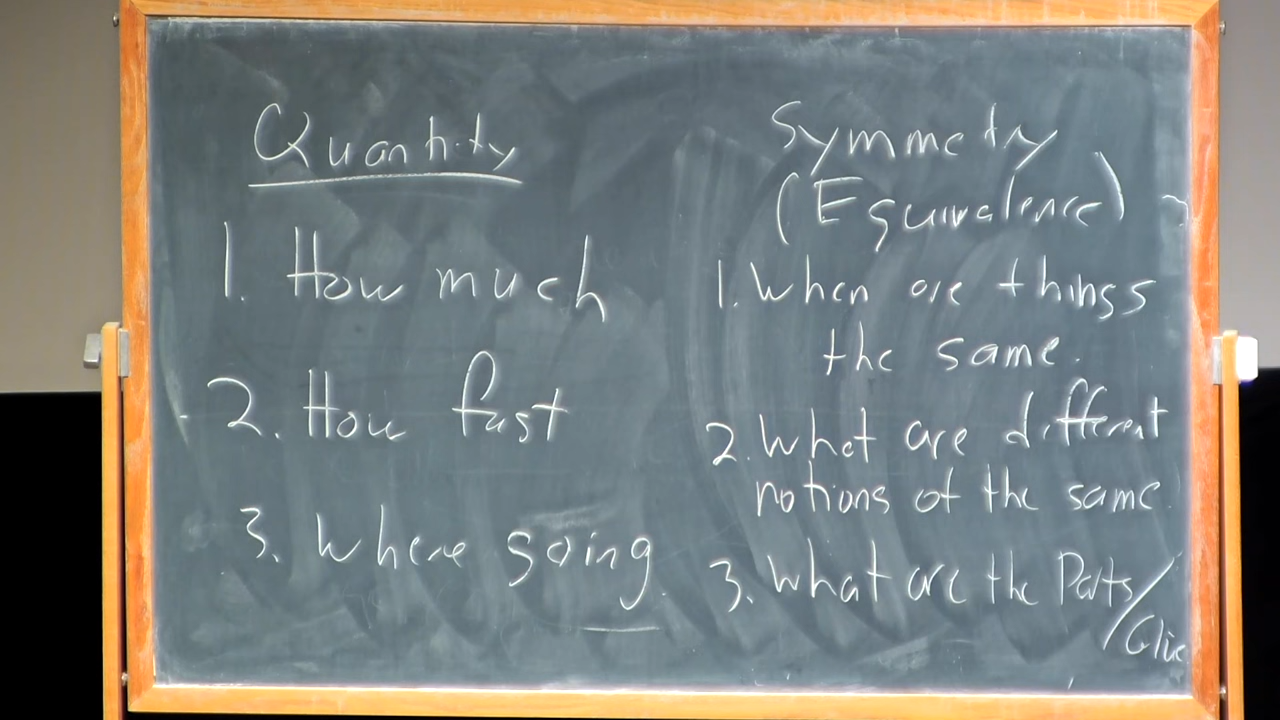 Quantity
1. How much
2. How fast
3. Where going.
Symmetry
(Equivalence)
1. When are things
the same.
2. What are different
notions of the same.
3. What are the Parts/
Glue